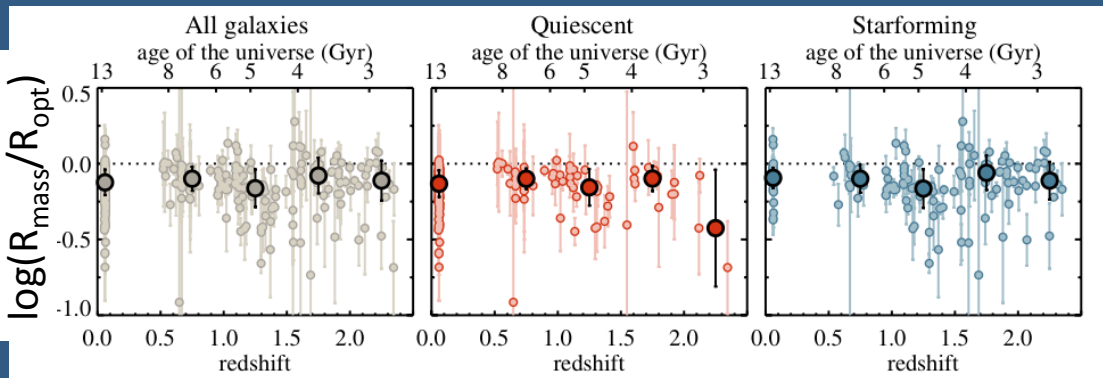 All galaxies
age of the universe (Gyr)
13 8 6 5 4 3
Quiescent
age of the universe (Gyr)
13 8 6 5 4 3
Starforming
age of the universe (Gyr)
13 8 6 5 4 3
log(R_mass/R_opt)
0.5
0.0
-0.5
-1.0
0.0 0.5 1.0 1.5 2.0
redshift
0.0 0.5 1.0 1.5 2.0
redshift
0.0 0.5 1.0 1.5 2.0
redshift